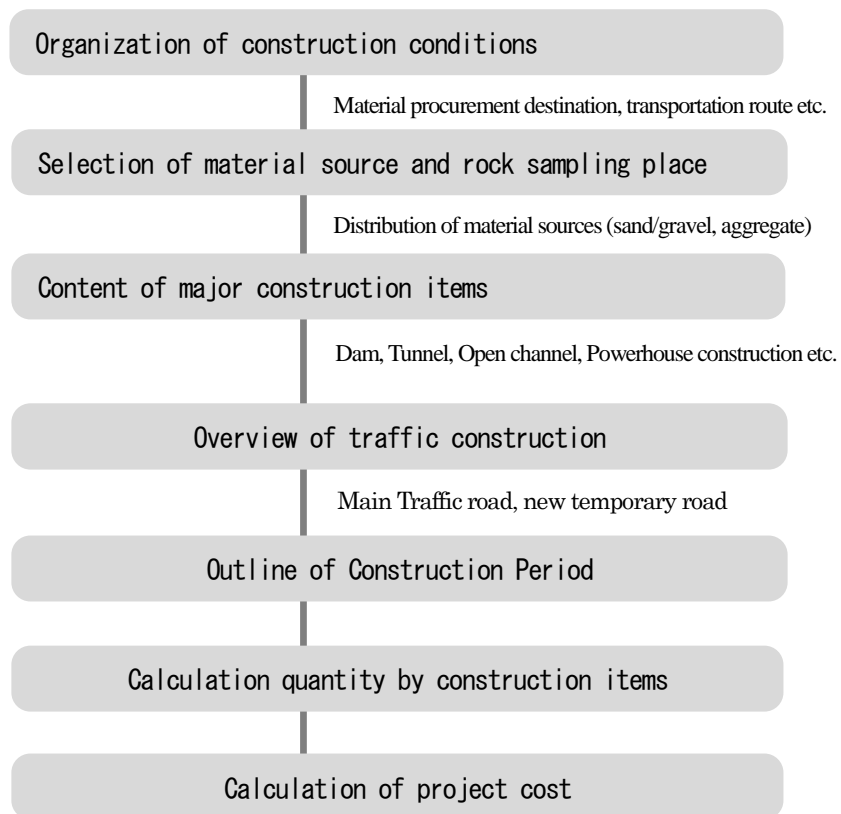 Organization of construction conditions
Material procurement destination, transportation route etc.
Selection of material source and rock sampling place
Distribution of material sources (sand/gravel, aggregate)
Content of major construction items
Dam, Tunnel, Open channel, Powerhouse construction etc.
Overview of traffic construction
Main Traffic road, new temporary road
Outline of Construction Period
Calculation quantity by construction items
Calculation of project cost